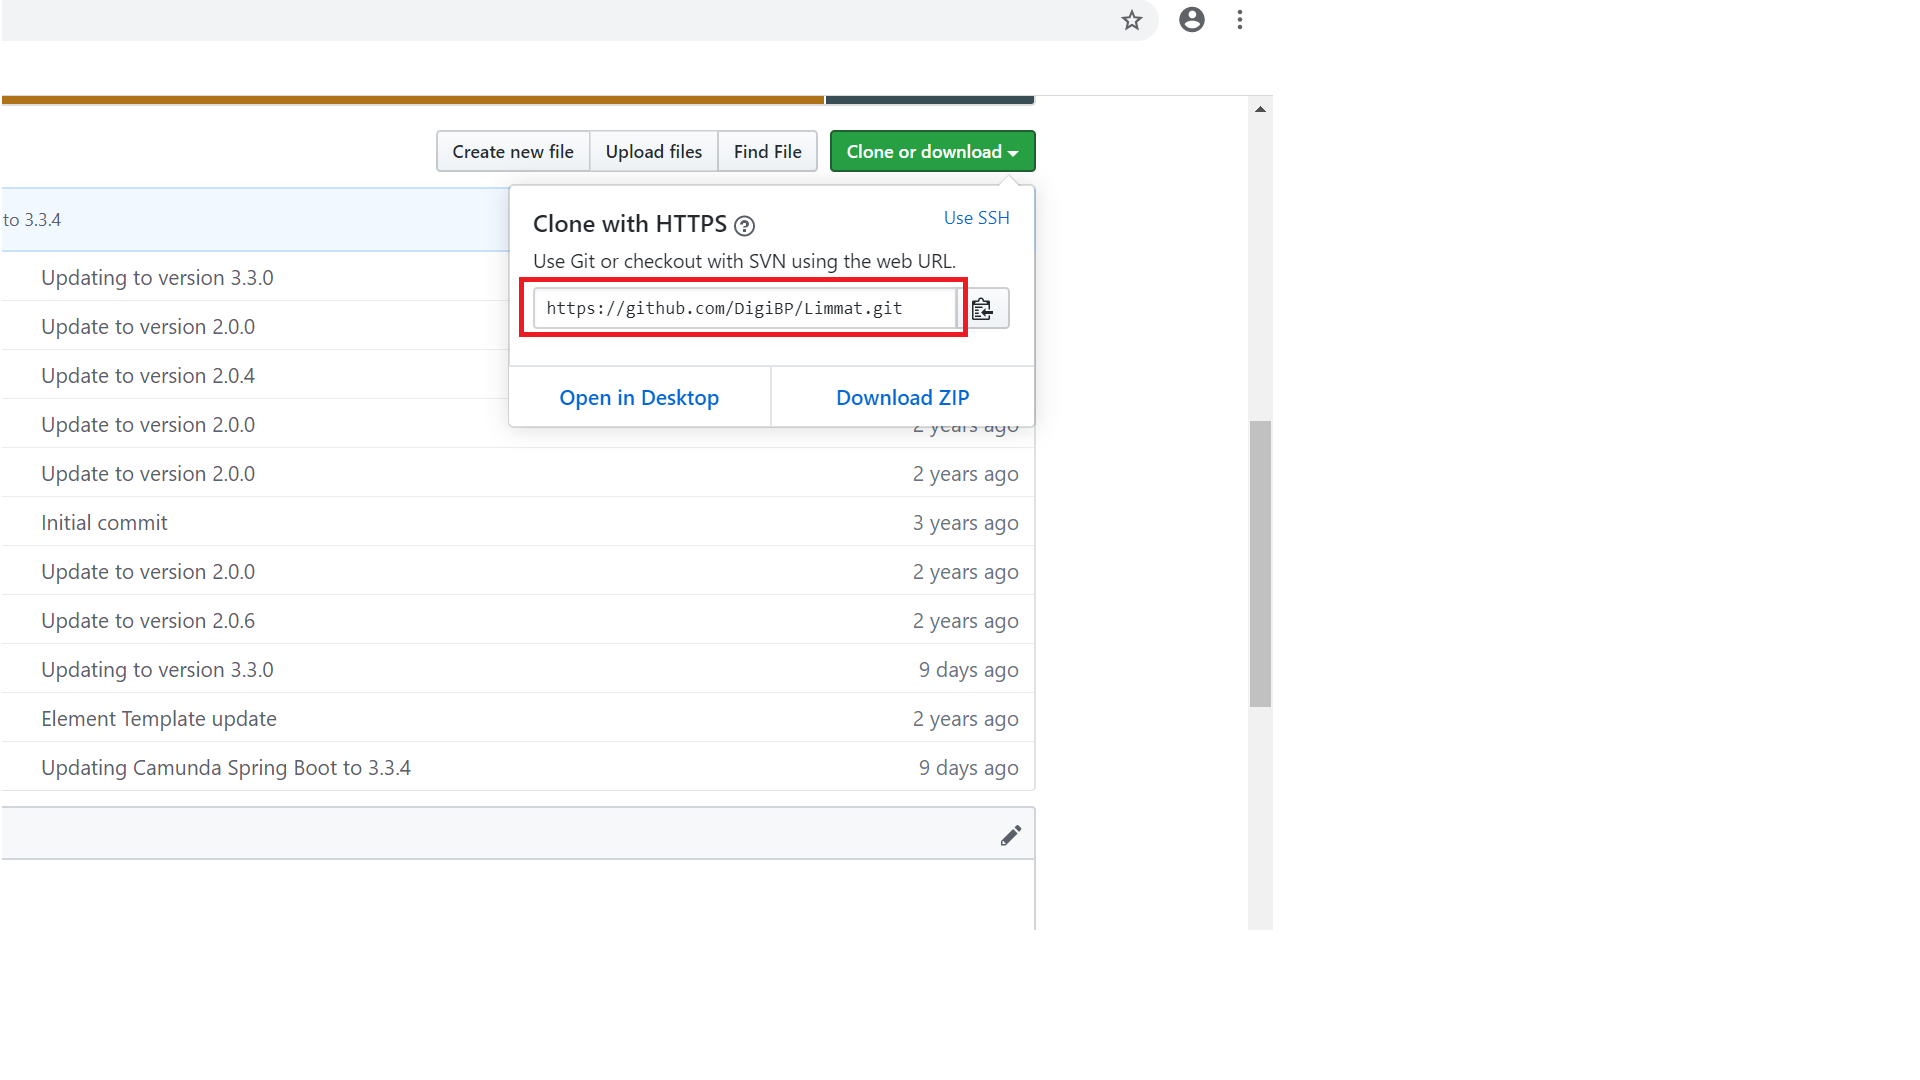 Create new file Upload files Find File Clone or download
to 3.3.4
Clone with HTTPS ? Use SSH
Use Git or checkout with SVN using the web URL.
https://github.com/DigiBP/Limmat.git
Open in Desktop Download ZIP
Updating to version 3.3.0
Update to version 2.0.0
Update to version 2.0.4
Update to version 2.0.0 2 years ago
Update to version 2.0.0 2 years ago
Initial commit 3 years ago
Update to version 2.0.0 2 years ago
Update to version 2.0.6 2 years ago
Updating to version 3.3.0 9 days ago
Element Template update 2 years ago
Updating Camunda Spring Boot to 3.3.4 9 days ago